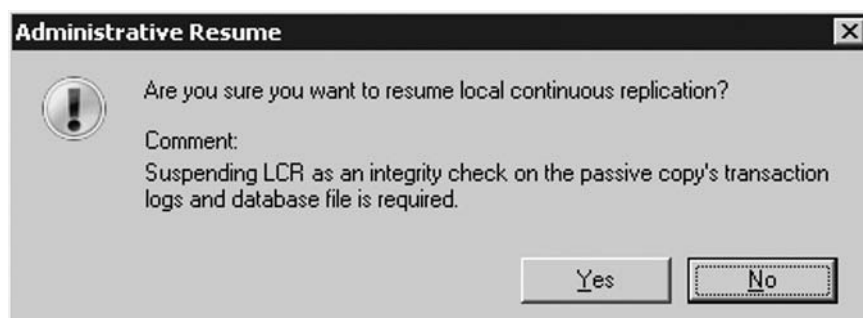 Administrative Resume
Are you sure you want to resume local continuous replication?
Comment:
Suspending LCR as an integrity check on the passive copy's transaction
logs and database file is required.
Yes No